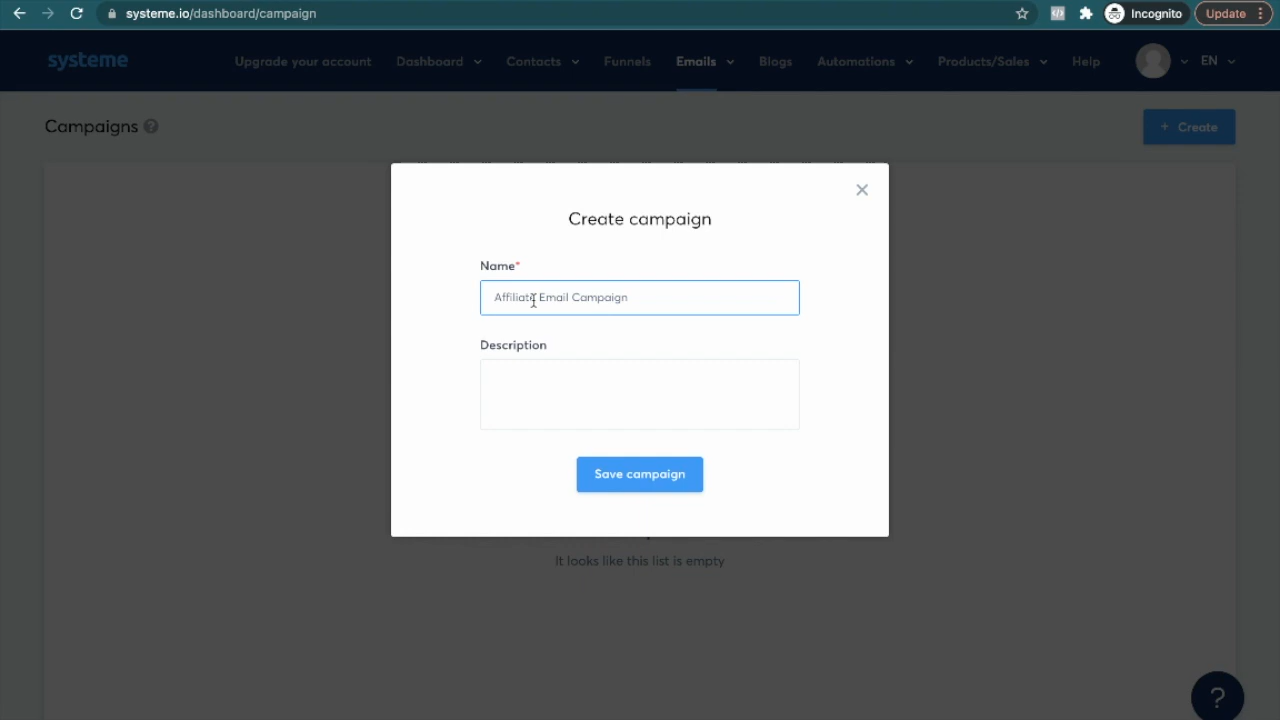 systeme.io/dashboard/campaign
Incognito
Update
systeme
Upgrade your account
Dashboard
Contacts
Funnels
Emails
Blogs
Automations
Products/Sales
Help
EN
Campaigns ?
+ Create
Create campaign
Name*
Affiliate Email Campaign
Description
Save campaign
It looks like this list is empty
?